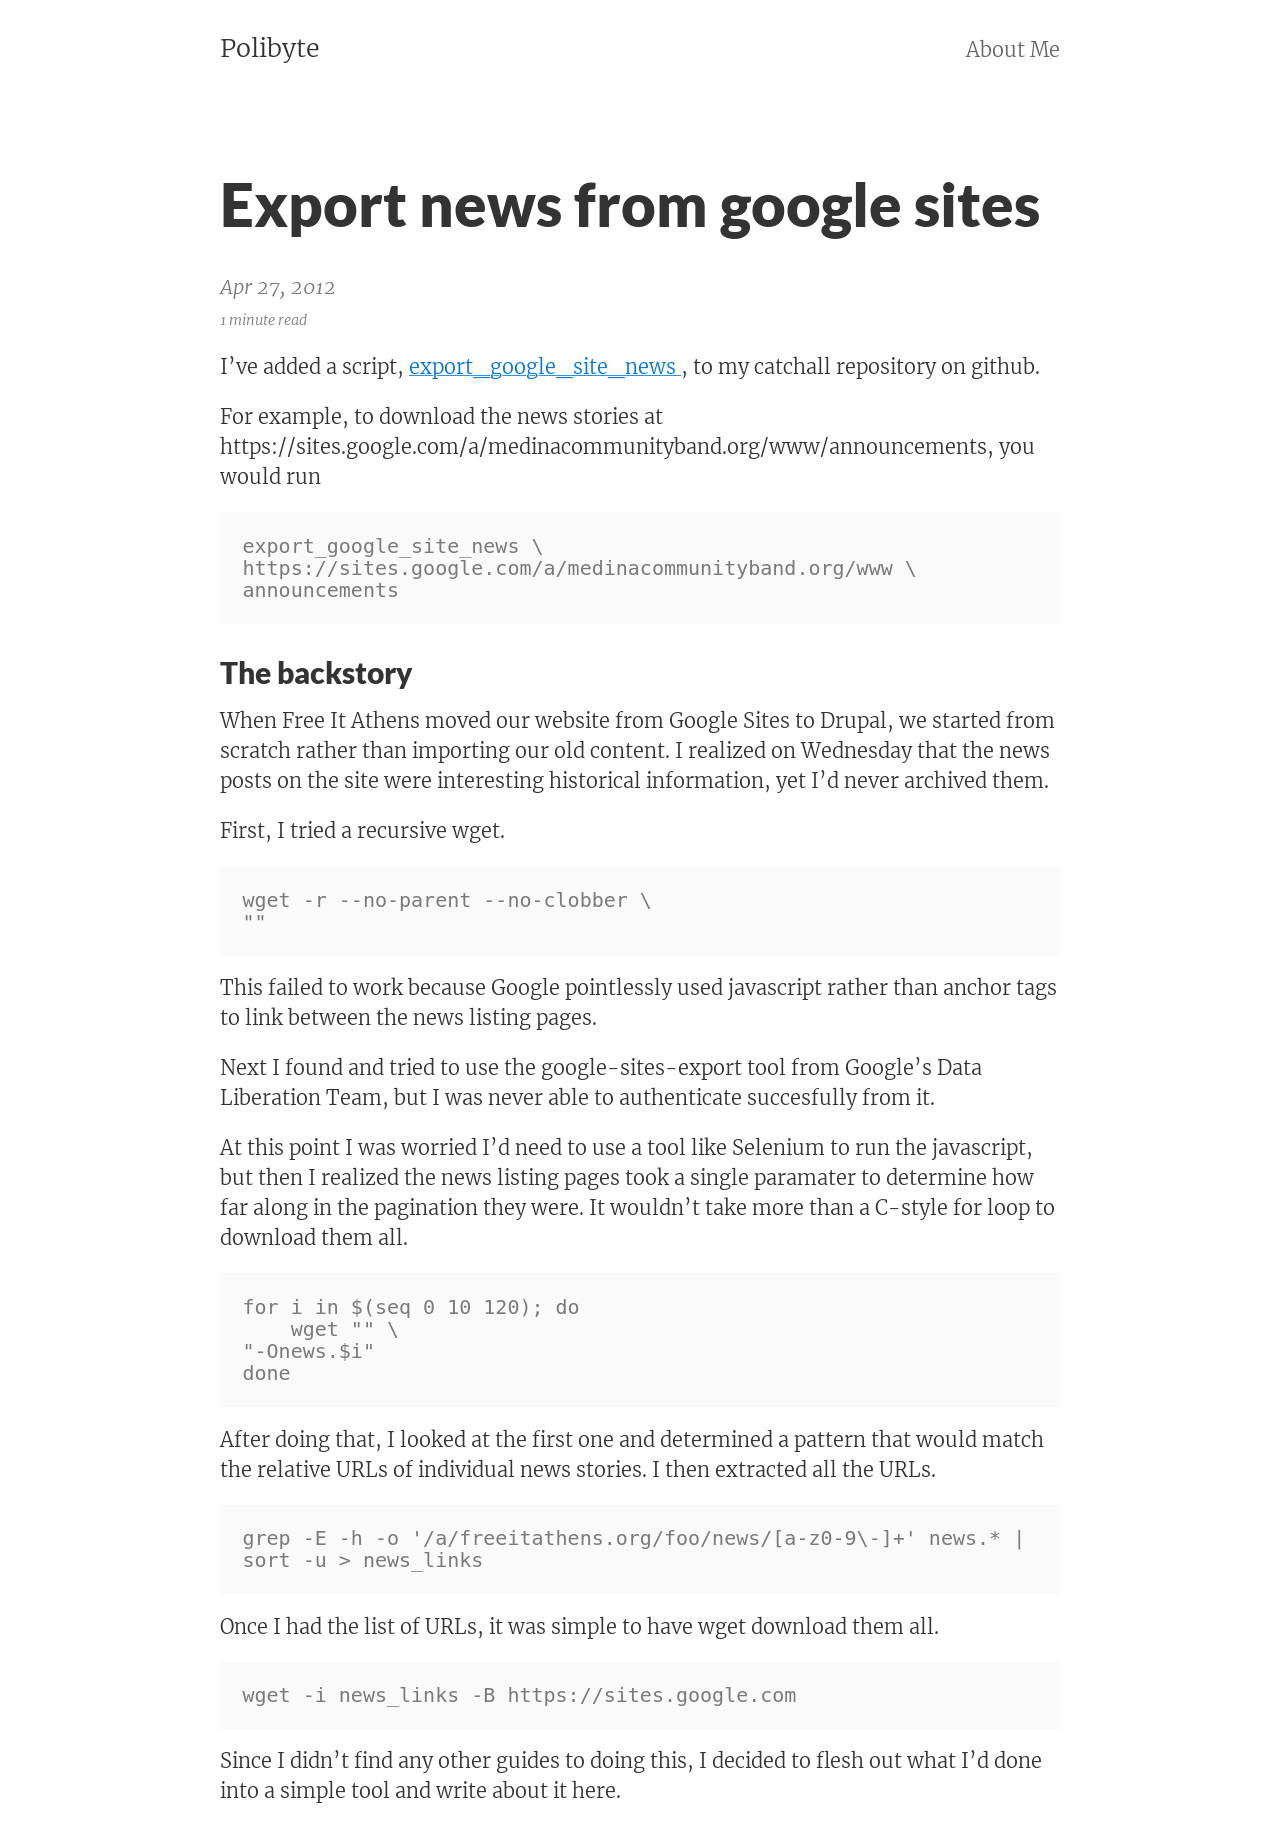 Polibyte
About Me
Export news from google sites
Apr 27, 2012
1 minute read
I’ve added a script, export_google_site_news , to my catchall repository on github.
For example, to download the news stories at
https://sites.google.com/a/medinacommunityband.org/www/announcements, you
would run
export_google_site_news \
https://sites.google.com/a/medinacommunityband.org/www \
announcements
The backstory
When Free It Athens moved our website from Google Sites to Drupal, we started from
scratch rather than importing our old content. I realized on Wednesday that the news
posts on the site were interesting historical information, yet I’d never archived them.
First, I tried a recursive wget.
wget -r --no-parent --no-clobber \
""
This failed to work because Google pointlessly used javascript rather than anchor tags
to link between the news listing pages.
Next I found and tried to use the google-sites-export tool from Google’s Data
Liberation Team, but I was never able to authenticate succesfully from it.
At this point I was worried I’d need to use a tool like Selenium to run the javascript,
but then I realized the news listing pages took a single paramater to determine how
far along in the pagination they were. It wouldn’t take more than a C-style for loop to
download them all.
for i in $(seq 0 10 120); do
    wget "" \
"-Onews.$i"
done
After doing that, I looked at the first one and determined a pattern that would match
the relative URLs of individual news stories. I then extracted all the URLs.
grep -E -h -o '/a/freeitathens.org/foo/news/[a-z0-9\-]+' news.* |
sort -u > news_links
Once I had the list of URLs, it was simple to have wget download them all.
wget -i news_links -B https://sites.google.com
Since I didn’t find any other guides to doing this, I decided to flesh out what I’d done
into a simple tool and write about it here.